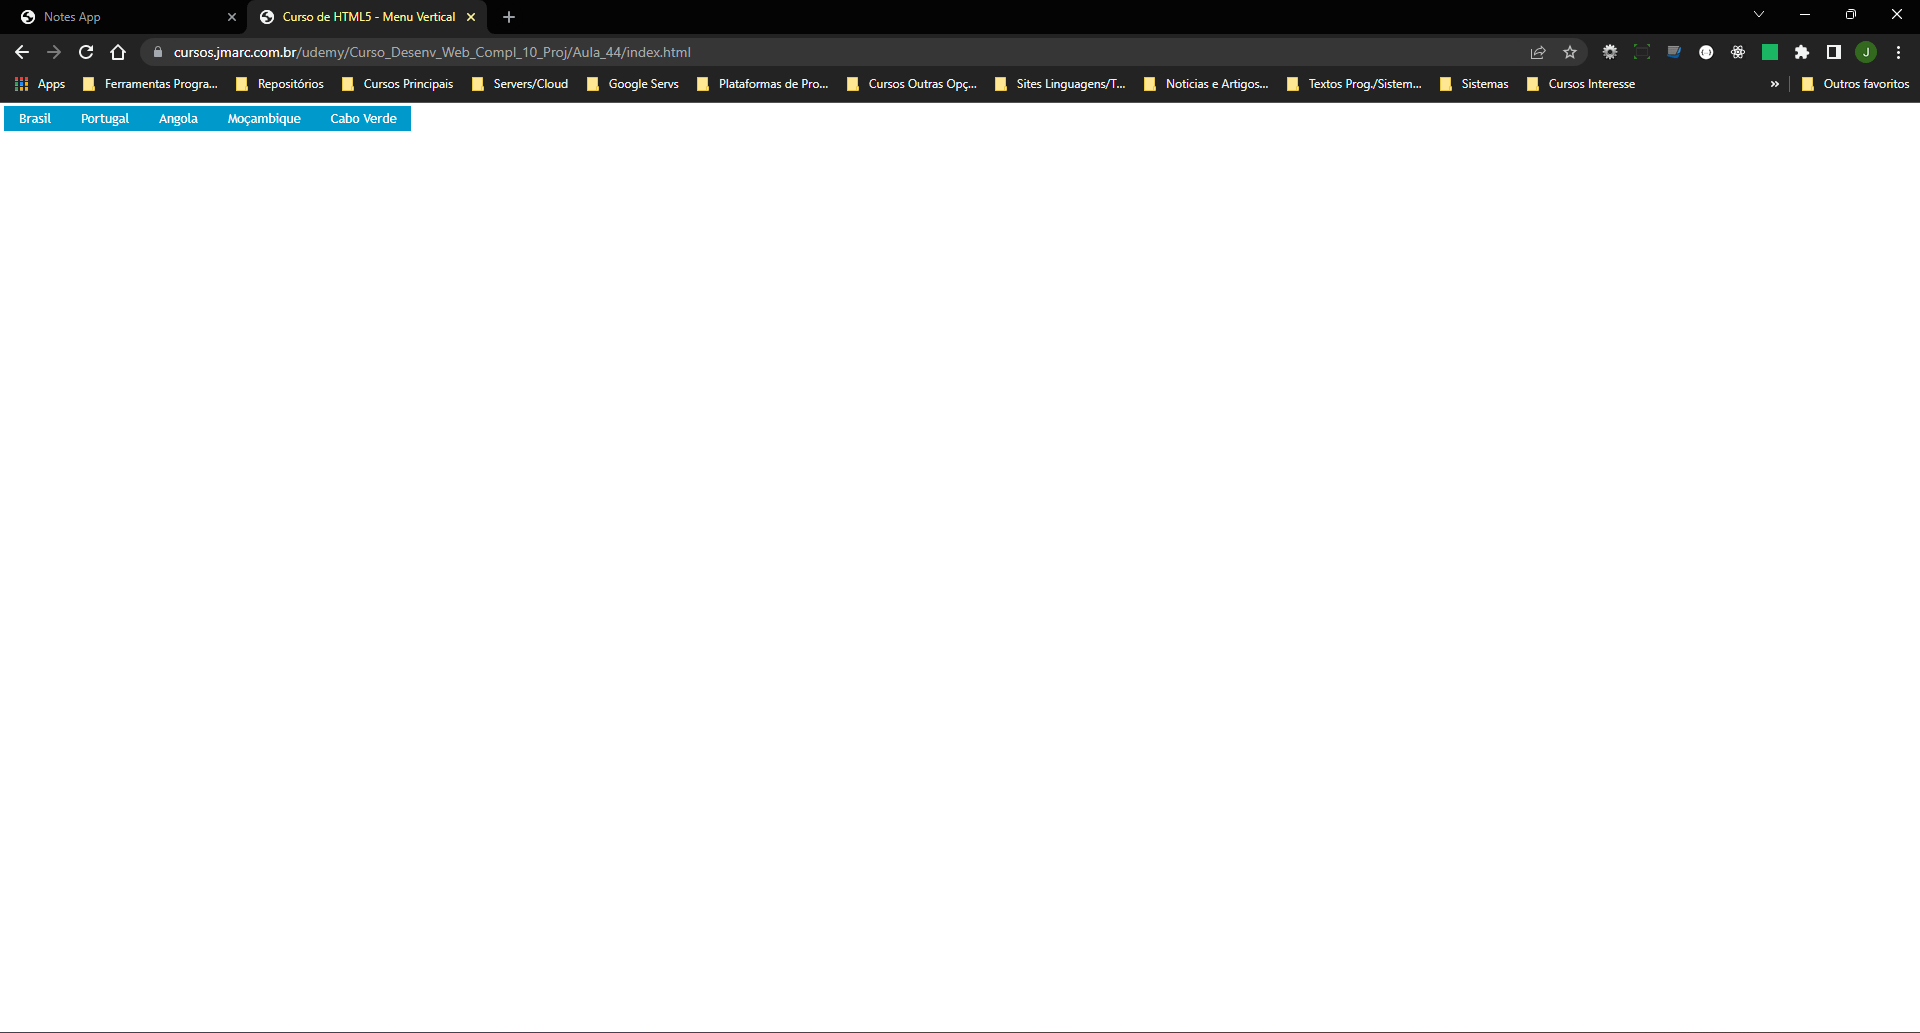 Notes App
Curso de HTML5 - Menu Vertical
cursos.jmarc.com.br/udemy/Curso_Desenv_Web_Compl_10_Proj/Aula_44/index.html
J
Apps Ferramentas Progra... Repositórios Cursos Principais Servers/Cloud Google Servs Plataformas de Pro... Cursos Outras Opç... Sites Linguagens/T... Noticias e Artigos... Textos Prog./Sistem... Sistemas Cursos Interesse » Outros favoritos
Brasil Portugal Angola Moçambique Cabo Verde